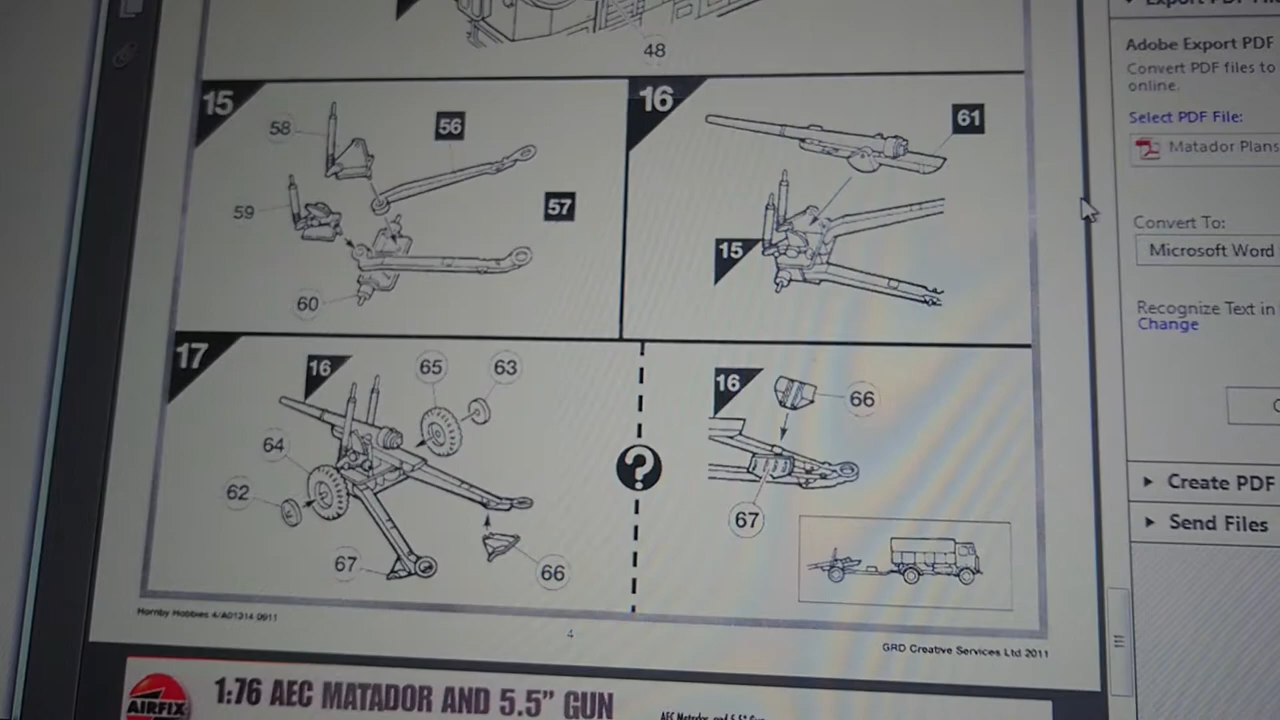 48
Adobe Export PDF
Convert PDF files to
online.
Select PDF File:
Matador Plans
Convert To:
Microsoft Word
Recognize Text in
Change
Create PDF
Send Files
15
58
56
59
57
60
16
61
15
17
16
65
63
64
62
67
66
?
16
66
67
Hornby Hobbies 4/A01314 0911
4
GRD Creative Services Ltd 2011
AIRFIX
1:76 AEC MATADOR AND 5.5” GUN